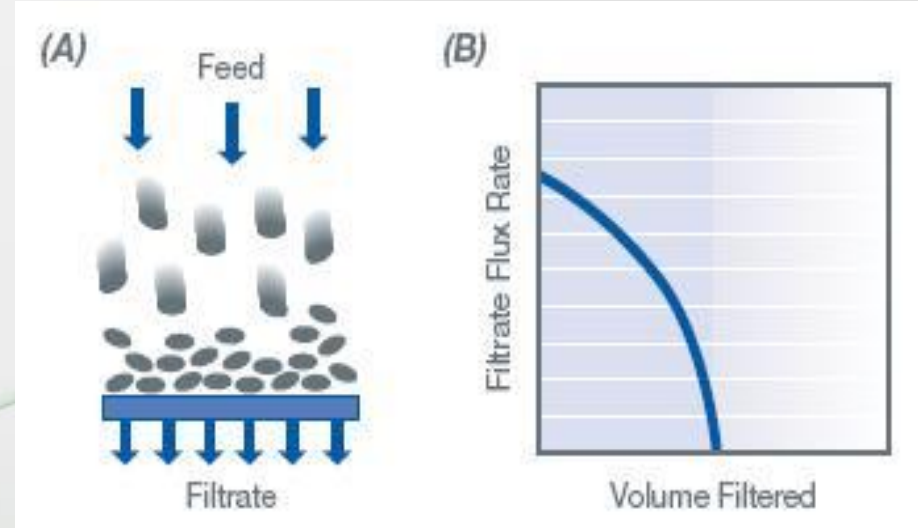 (A)
Feed
Filtrate
(B)
Filtrate Flux Rate
Volume Filtered